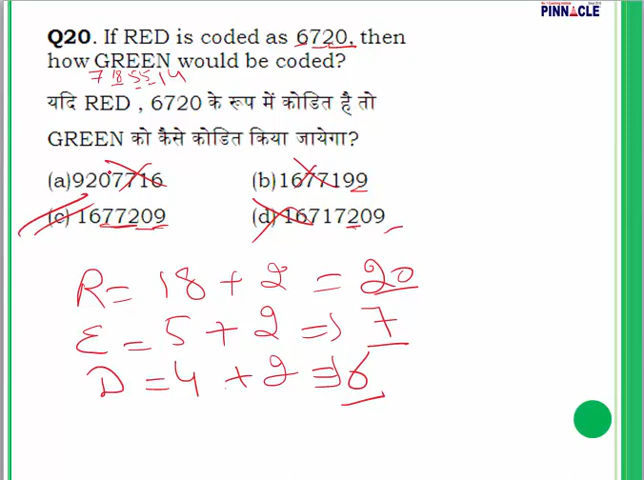 PINNACLE
Q20. If RED is coded as 6720, then
how GREEN would be coded?
7 18 5 5 14
यदि RED , 6720 के रूप में कोडित है तो
GREEN को कैसे कोडित किया जायेगा?
(a)9207716 (b)1677199
(c) 1677209 (d) 16717209
R = 18 + 2 = 20
E = 5 + 2 => 7
D = 4 + 2 => 6